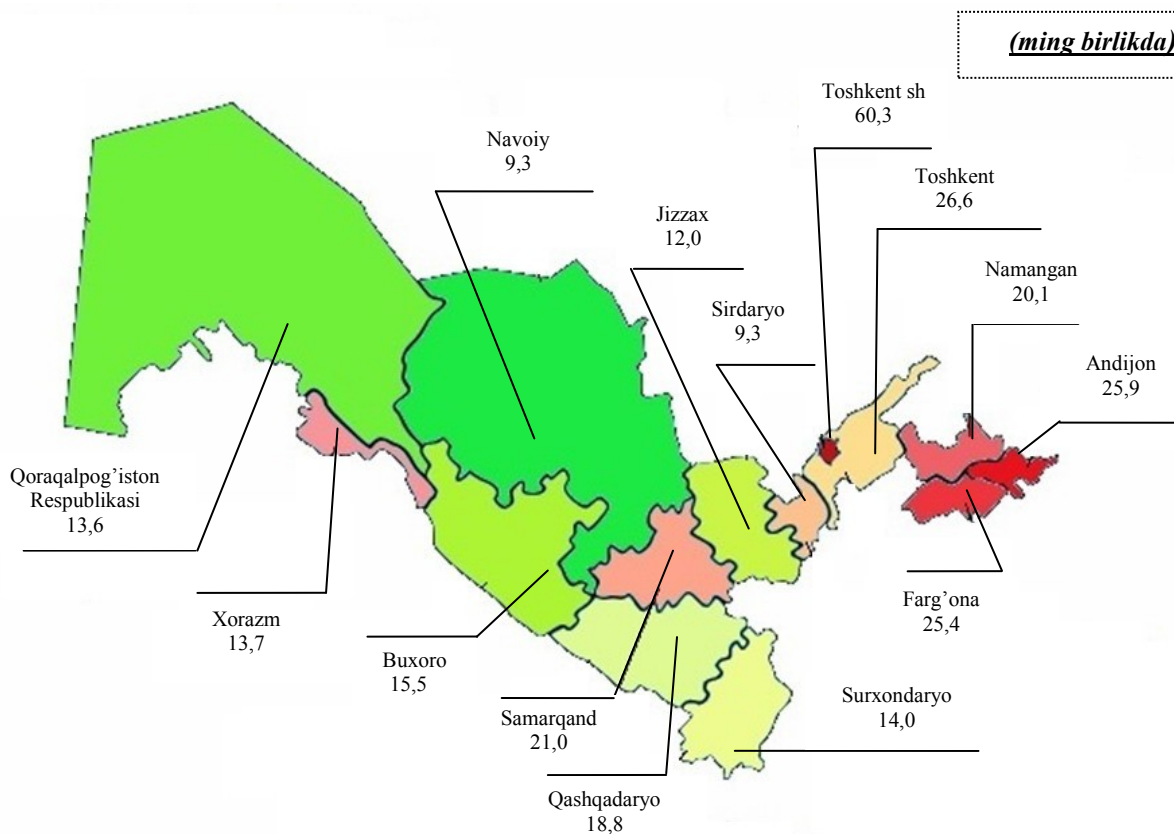 (ming birlikda)
Toshkent sh
60,3
Navoiy
9,3
Toshkent
26,6
Jizzax
12,0
Namangan
20,1
Sirdaryo
9,3
Andijon
25,9
Qoraqalpog’iston
Respublikasi
13,6
Farg’ona
25,4
Xorazm
13,7
Buxoro
15,5
Surxondaryo
14,0
Samarqand
21,0
Qashqadaryo
18,8